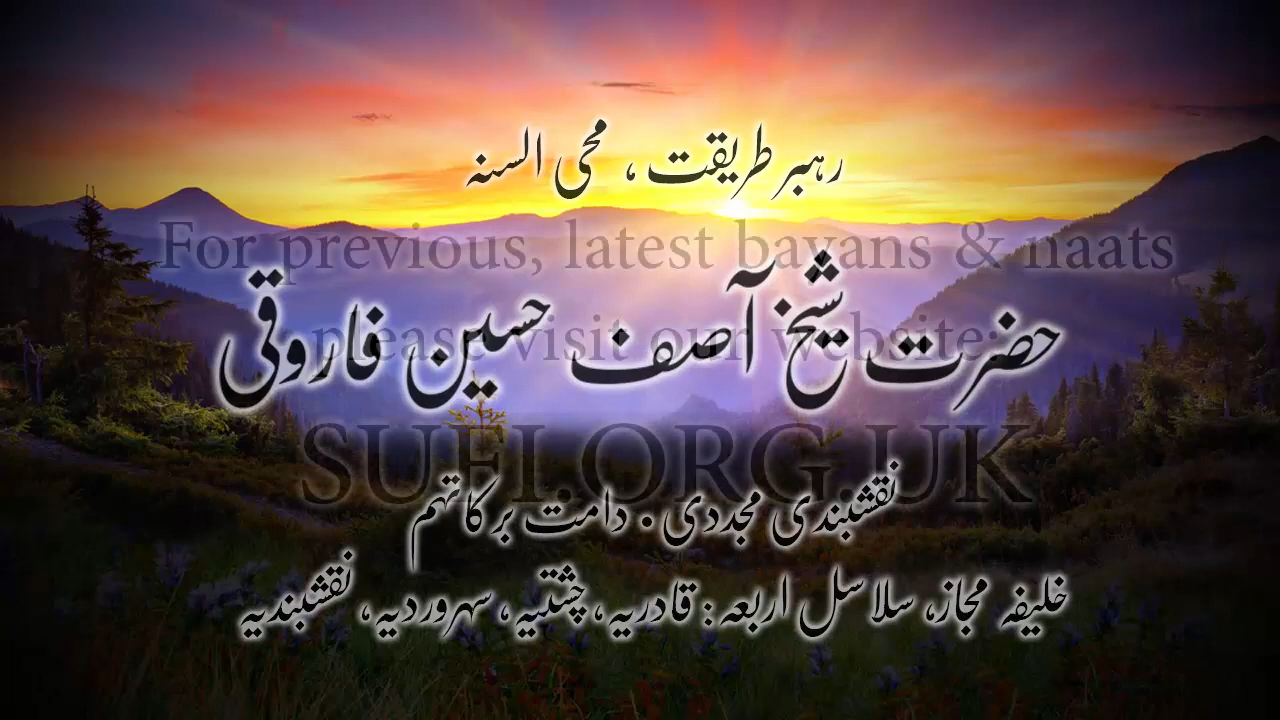 رہبر طریقت، محی السنہ
For previous, latest bayans & naats
حضرت شیخ آصف حسین فاروقی
please visit our website:
SUFI.ORG.UK
نقشبندی مجددی . دامت برکاتہم
خلیفہ مجاز، سلاسل اربعہ: قادریہ، چشتیہ، سہروردیہ، نقشبندیہ